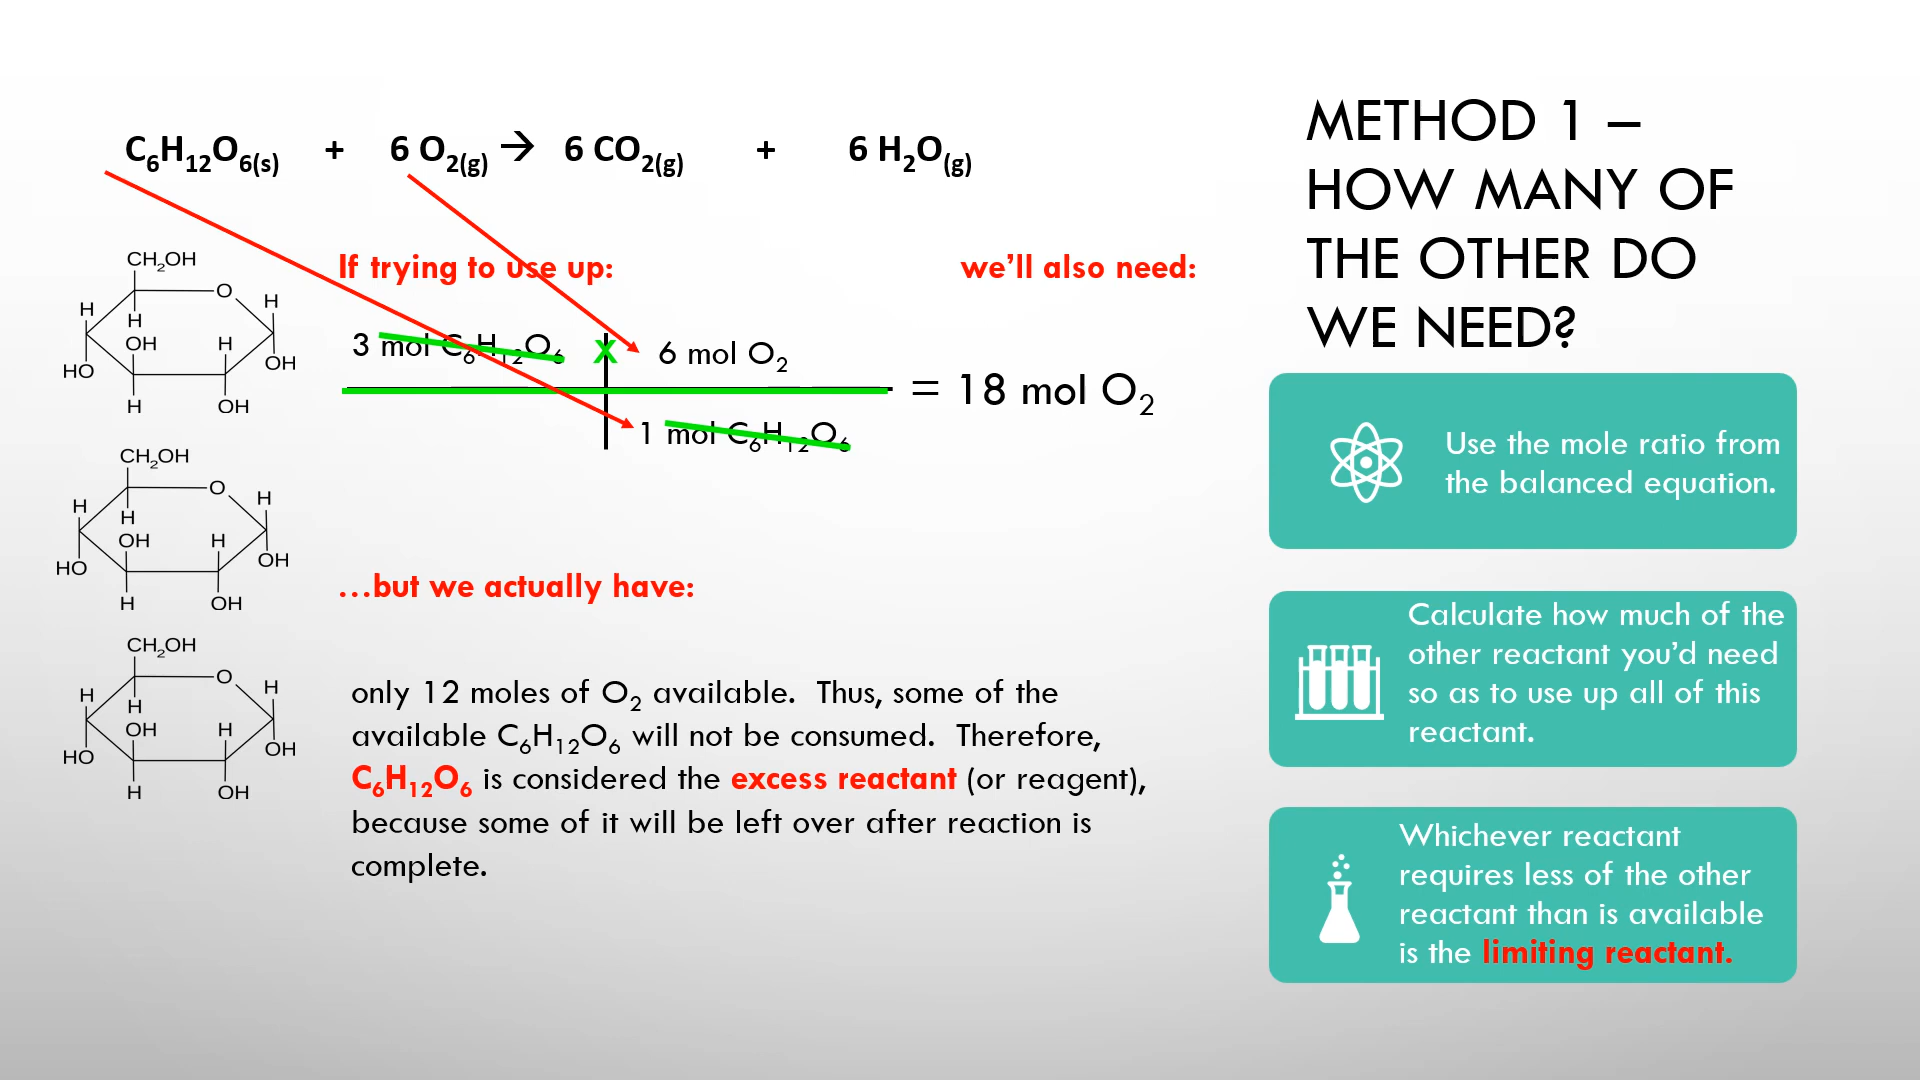 C₆H₁₂O₆(s) + 6 O₂(g) → 6 CO₂(g) + 6 H₂O(g)
If trying to use up: we’ll also need:
3 mol C₆H₁₂O₆ x 6 mol O₂
1 mol C₆H₁₂O₆
= 18 mol O₂
…but we actually have:
only 12 moles of O₂ available. Thus, some of the
available C₆H₁₂O₆ will not be consumed. Therefore,
C₆H₁₂O₆ is considered the excess reactant (or reagent),
because some of it will be left over after reaction is
complete.
CH₂OH
O
H
H
H
OH
H
HO
OH
H
OH
CH₂OH
O
H
H
H
OH
H
HO
OH
H
OH
CH₂OH
O
H
H
H
OH
H
HO
OH
H
OH
METHOD 1 –
HOW MANY OF
THE OTHER DO
WE NEED?
Use the mole ratio from
the balanced equation.
Calculate how much of the
other reactant you’d need
so as to use up all of this
reactant.
Whichever reactant
requires less of the other
reactant than is available
is the limiting reactant.